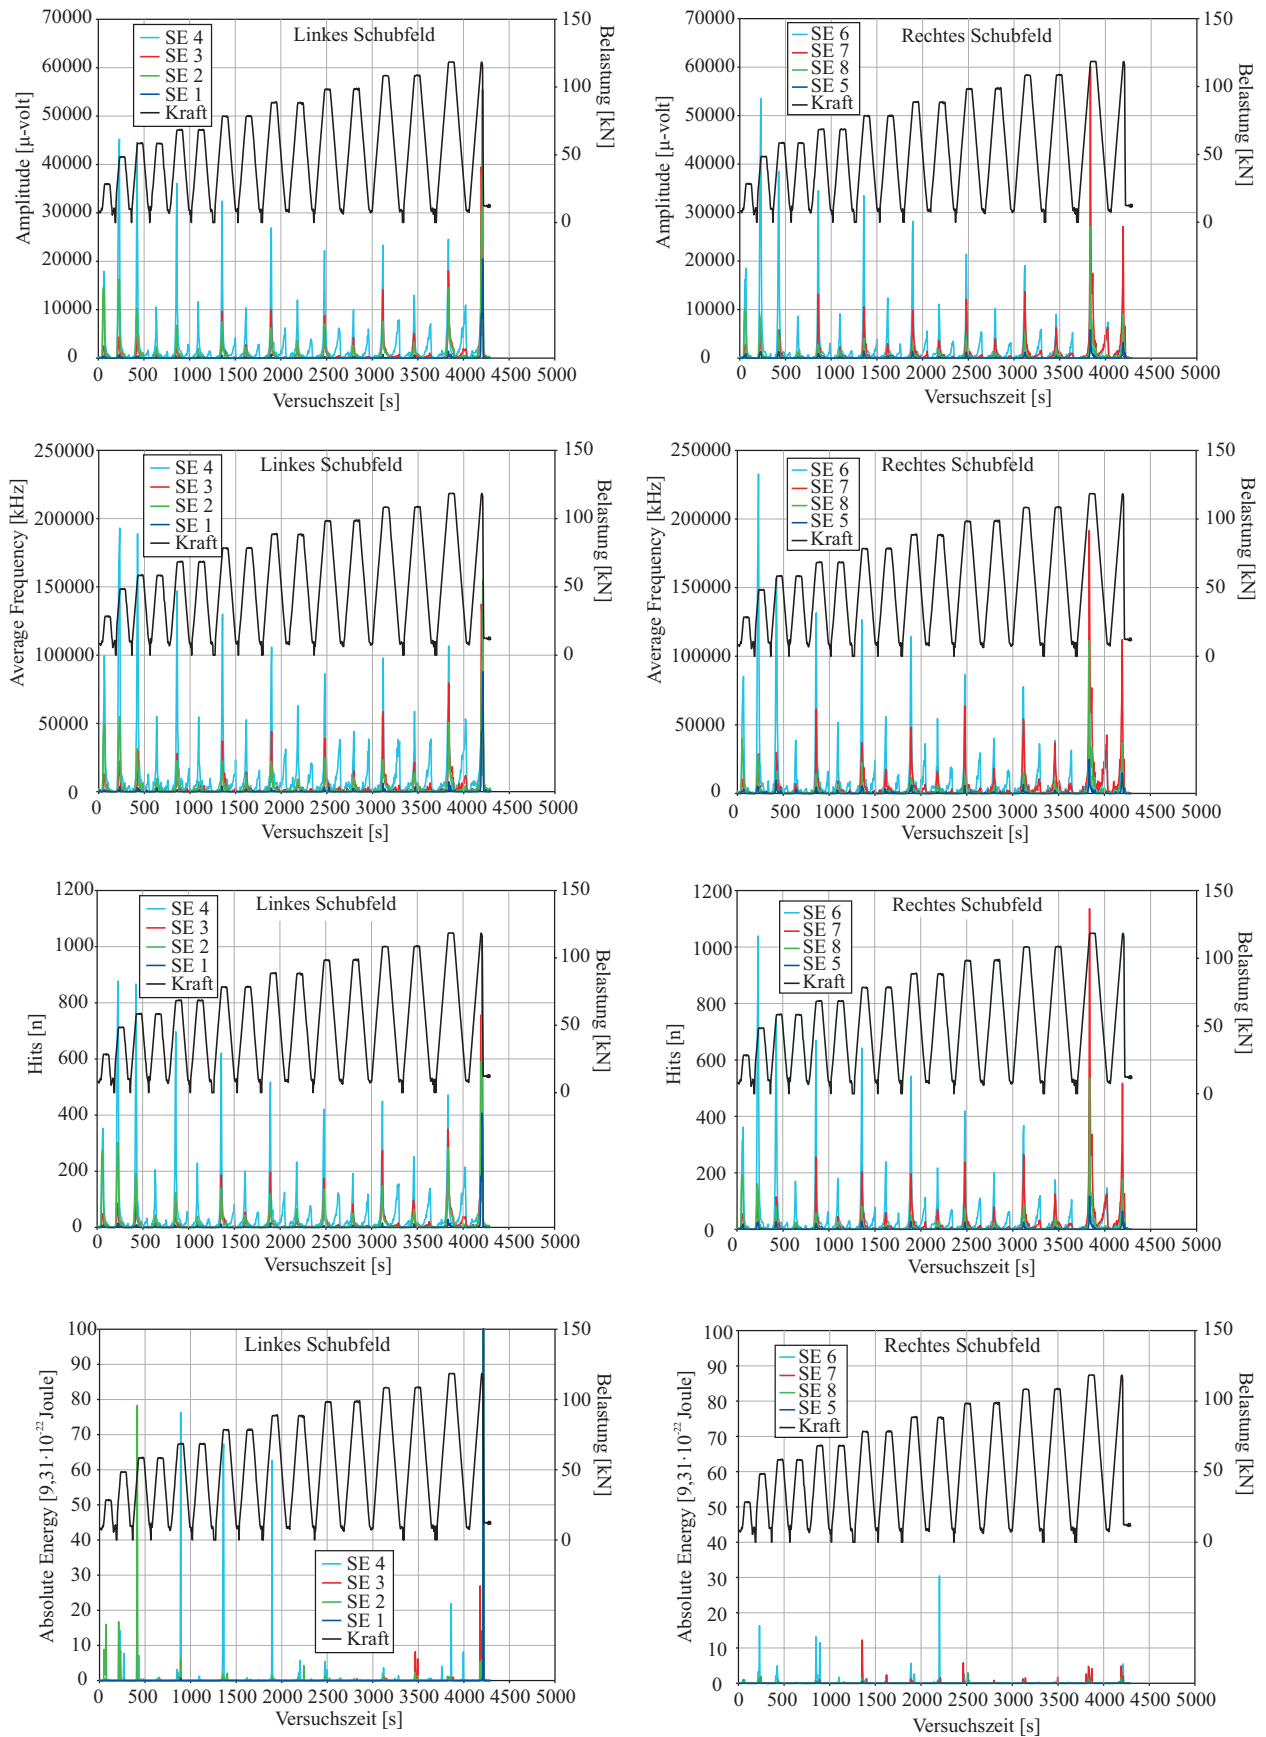 Linkes Schubfeld
SE 4
SE 3
SE 2
SE 1
Kraft
70000
60000
50000
40000
30000
20000
10000
0
150
100
50
0
Amplitude [µ-volt]
Belastung [kN]
0 500 1000 1500 2000 2500 3000 3500 4000 4500 5000
Versuchszeit [s]
Rechtes Schubfeld
SE 6
SE 7
SE 8
SE 5
Kraft
70000
60000
50000
40000
30000
20000
10000
0
150
100
50
0
Amplitude [µ-volt]
Belastung [kN]
0 500 1000 1500 2000 2500 3000 3500 4000 4500 5000
Versuchszeit [s]
Linkes Schubfeld
SE 4
SE 3
SE 2
SE 1
Kraft
250000
200000
150000
100000
50000
0
150
100
50
0
Average Frequency [kHz]
Belastung [kN]
0 500 1000 1500 2000 2500 3000 3500 4000 4500 5000
Versuchszeit [s]
Rechtes Schubfeld
SE 6
SE 7
SE 8
SE 5
Kraft
250000
200000
150000
100000
50000
0
150
100
50
0
Average Frequency [kHz]
Belastung [kN]
0 500 1000 1500 2000 2500 3000 3500 4000 4500 5000
Versuchszeit [s]
Linkes Schubfeld
SE 4
SE 3
SE 2
SE 1
Kraft
1200
1000
800
600
400
200
0
150
100
50
0
Hits [n]
Belastung [kN]
0 500 1000 1500 2000 2500 3000 3500 4000 4500 5000
Versuchszeit [s]
Rechtes Schubfeld
SE 6
SE 7
SE 8
SE 5
Kraft
1200
1000
800
600
400
200
0
150
100
50
0
Hits [n]
Belastung [kN]
0 500 1000 1500 2000 2500 3000 3500 4000 4500 5000
Versuchszeit [s]
Linkes Schubfeld
SE 4
SE 3
SE 2
SE 1
Kraft
100
90
80
70
60
50
40
30
20
10
0
150
100
50
0
Absolute Energy [9,31·10⁻²² Joule]
Belastung [kN]
0 500 1000 1500 2000 2500 3000 3500 4000 4500 5000
Versuchszeit [s]
Rechtes Schubfeld
SE 6
SE 7
SE 8
SE 5
Kraft
100
90
80
70
60
50
40
30
20
10
0
150
100
50
0
Absolute Energy [9,31·10⁻²² Joule]
Belastung [kN]
0 500 1000 1500 2000 2500 3000 3500 4000 4500 5000
Versuchszeit [s]